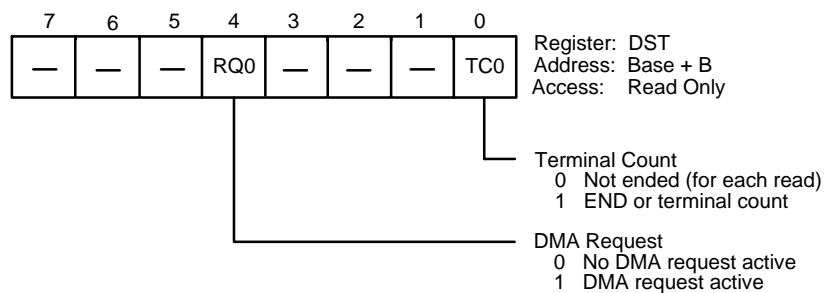 7 6 5 4 3 2 1 0
— — — RQ0 — — — TC0
Register: DST
Address: Base + B
Access: Read Only
Terminal Count
0 Not ended (for each read)
1 END or terminal count
DMA Request
0 No DMA request active
1 DMA request active